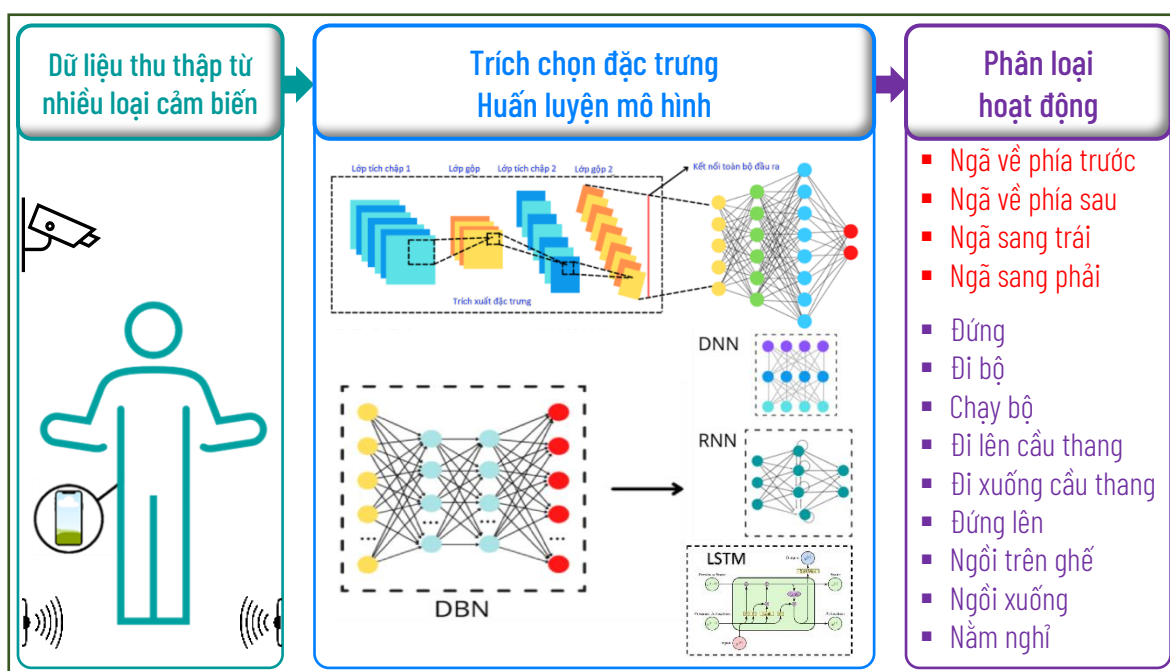 Dữ liệu thu thập từ
nhiều loại cảm biến
Trích chọn đặc trưng
Huấn luyện mô hình
Phân loại
hoạt động
Lớp tích chập 1
Lớp gộp
Lớp tích chập 2
Lớp gộp 2
Kết nối toàn bộ đầu ra
Trích xuất đặc trưng
DNN
RNN
LSTM
DBN
▪ Ngã về phía trước
▪ Ngã về phía sau
▪ Ngã sang trái
▪ Ngã sang phải
▪ Đứng
▪ Đi bộ
▪ Chạy bộ
▪ Đi lên cầu thang
▪ Đi xuống cầu thang
▪ Đứng lên
▪ Ngồi trên ghế
▪ Ngồi xuống
▪ Nằm nghỉ